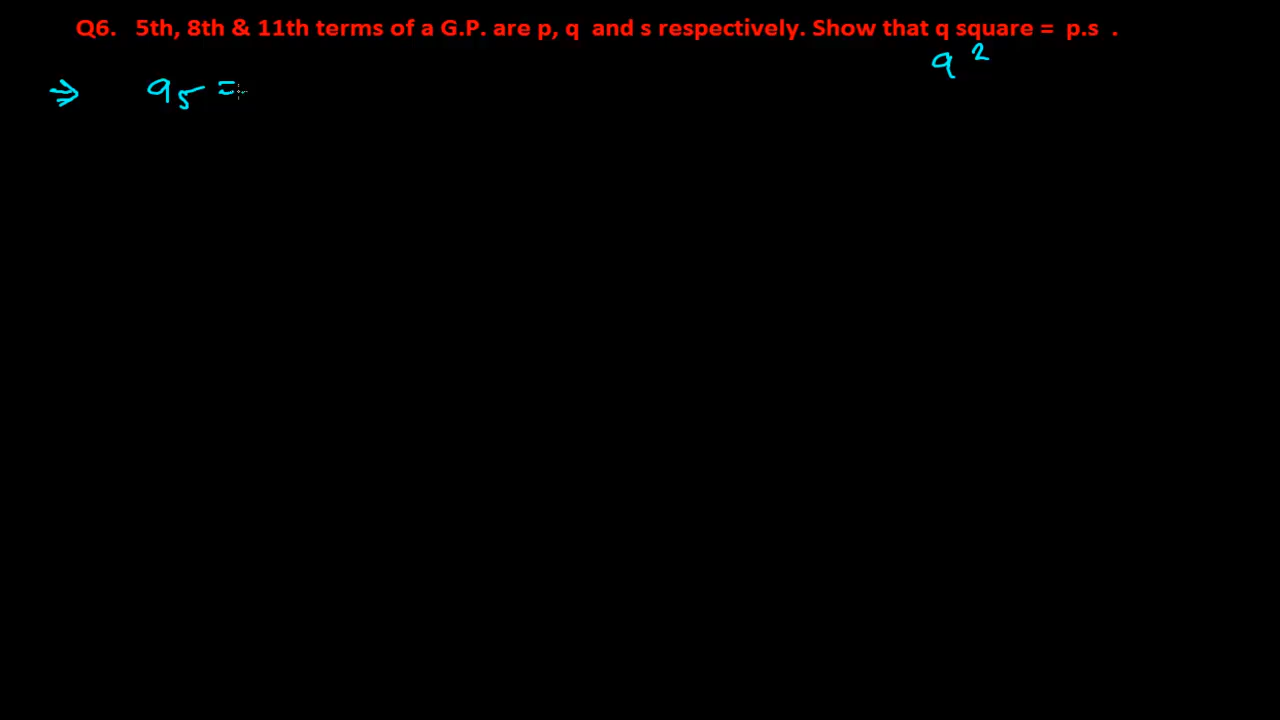 Q6. 5th, 8th & 11th terms of a G.P. are p, q and s respectively. Show that q square = p.s .
q²
⇒ a₅ =